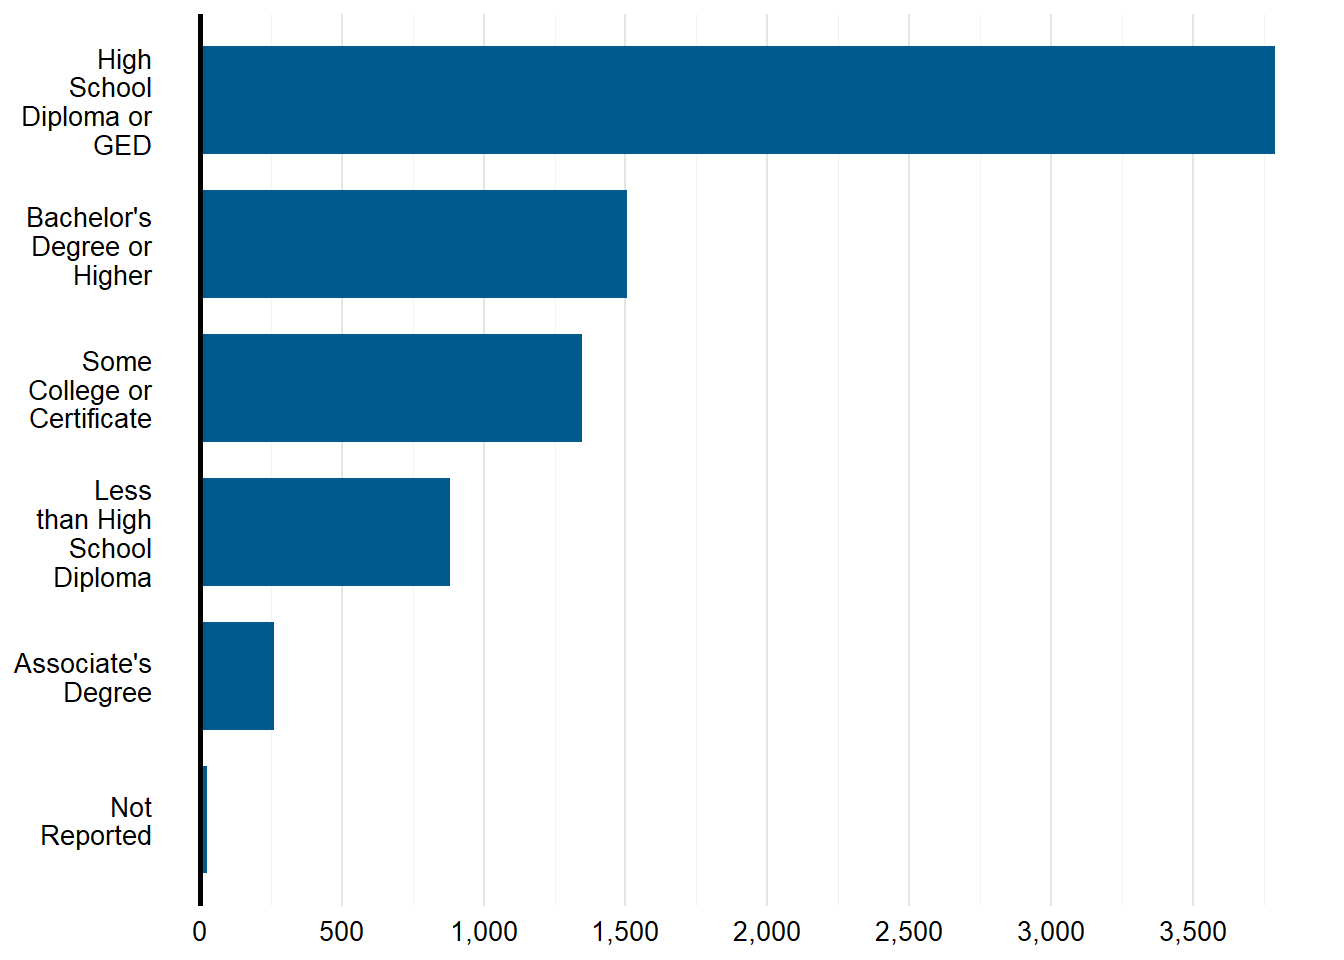 High
School
Diploma or
GED
Bachelor's
Degree or
Higher
Some
College or
Certificate
Less
than High
School
Diploma
Associate's
Degree
Not
Reported
0 500 1,000 1,500 2,000 2,500 3,000 3,500